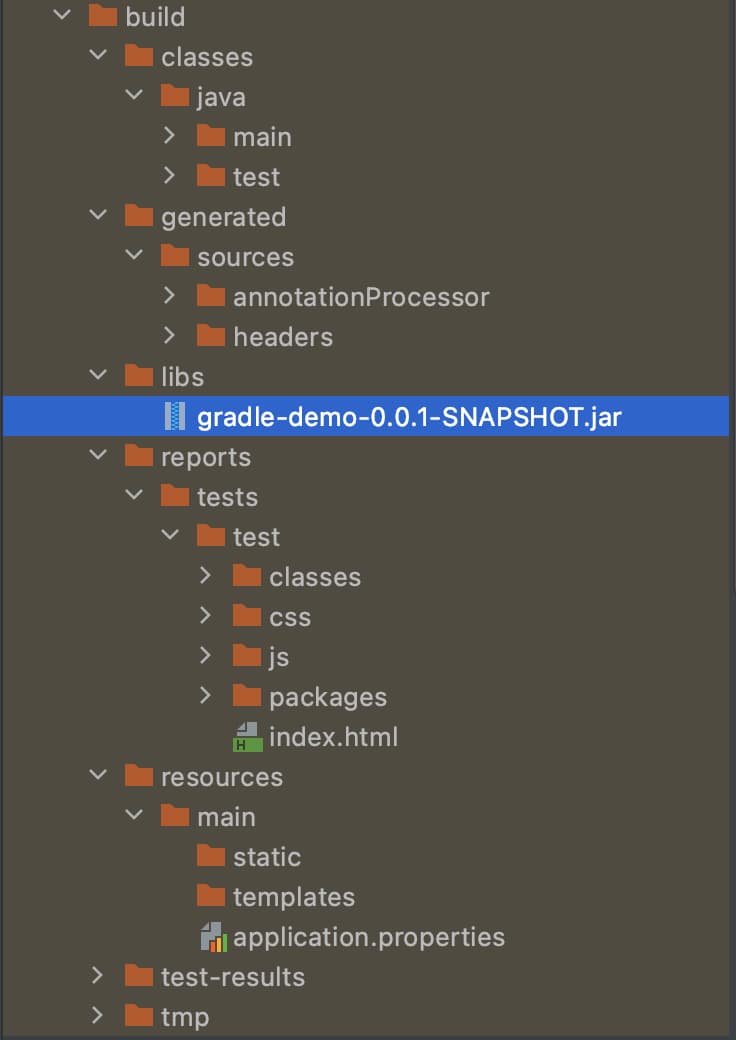 build
classes
java
main
test
generated
sources
annotationProcessor
headers
libs
gradle-demo-0.0.1-SNAPSHOT.jar
reports
tests
test
classes
css
js
packages
index.html
resources
main
static
templates
application.properties
test-results
tmp